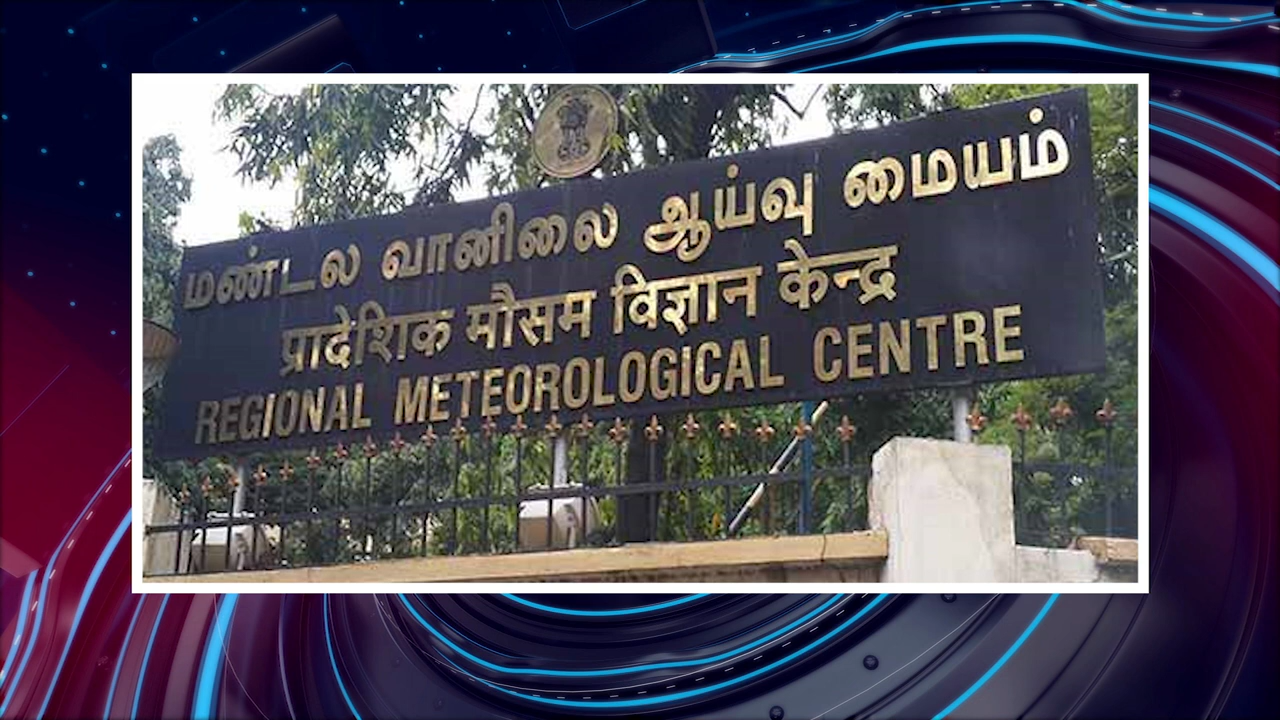 மண்டல வானிலை ஆய்வு மையம்
प्रादेशिक मौसम विज्ञान केन्द्र
REGIONAL METEOROLOGICAL CENTRE